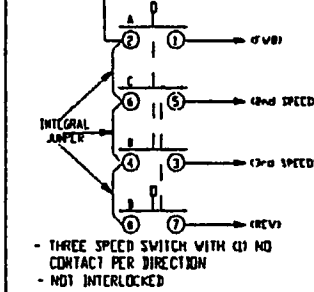 A
2 1 (FWD)
C
6 5 (2nd SPEED
INTEGRAL
JUMPER
B
4 3 (3rd SPEED
D
8 7 (REV)
- THREE SPEED SWITCH WITH (1) NO
CONTACT PER DIRECTION
- NOT INTERLOCKED